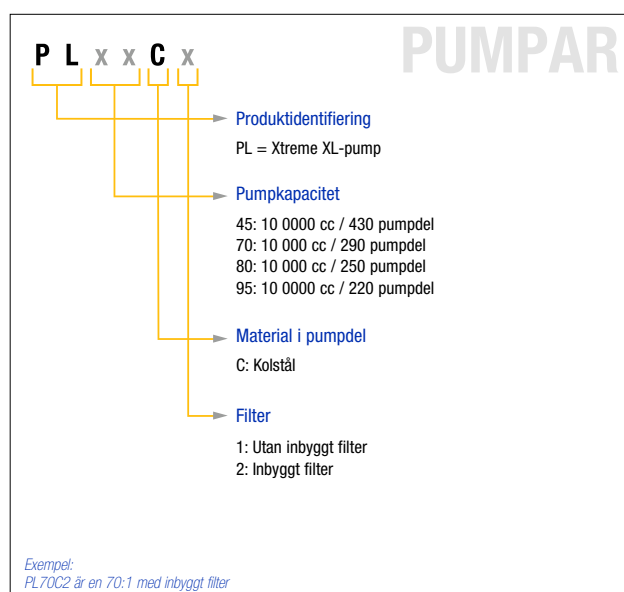 PUMPAR
P L x x C x
Produktidentifiering
PL = Xtreme XL-pump
Pumpkapacitet
45: 10 0000 cc / 430 pumpdel
70: 10 000 cc / 290 pumpdel
80: 10 000 cc / 250 pumpdel
95: 10 0000 cc / 220 pumpdel
Material i pumpdel
C: Kolstål
Filter
1: Utan inbyggt filter
2: Inbyggt filter
Exempel:
PL70C2 är en 70:1 med inbyggt filter